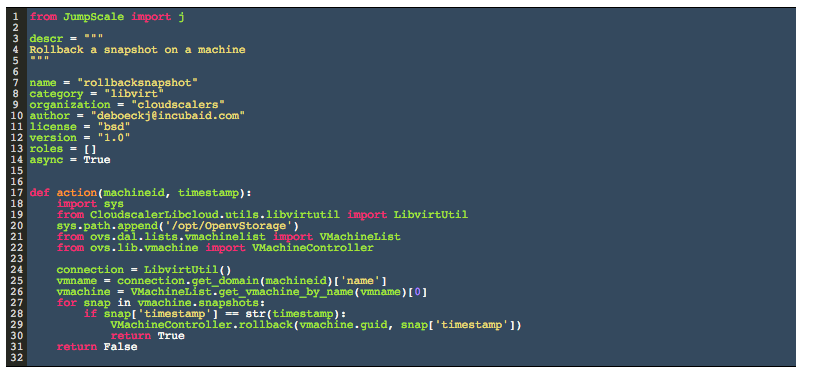 1 from JumpScale import j
2
3 descr = """
4 Rollback a snapshot on a machine
5 """
6
7 name = "rollbacksnapshot"
8 category = "libvirt"
9 organization = "cloudscalers"
10 author = "deboeckj@incubaid.com"
11 license = "bsd"
12 version = "1.0"
13 roles = []
14 async = True
15
16
17 def action(machineid, timestamp):
18     import sys
19     from CloudscalerLibcloud.utils.libvirtutil import LibvirtUtil
20     sys.path.append('/opt/OpenvStorage')
21     from ovs.dal.lists.vmachinelist import VMachineList
22     from ovs.lib.vmachine import VMachineController
23
24     connection = LibvirtUtil()
25     vmname = connection.get_domain(machineid)['name']
26     vmachine = VMachineList.get_vmachine_by_name(vmname)[0]
27     for snap in vmachine.snapshots:
28         if snap['timestamp'] == str(timestamp):
29             VMachineController.rollback(vmachine.guid, snap['timestamp'])
30             return True
31     return False
32